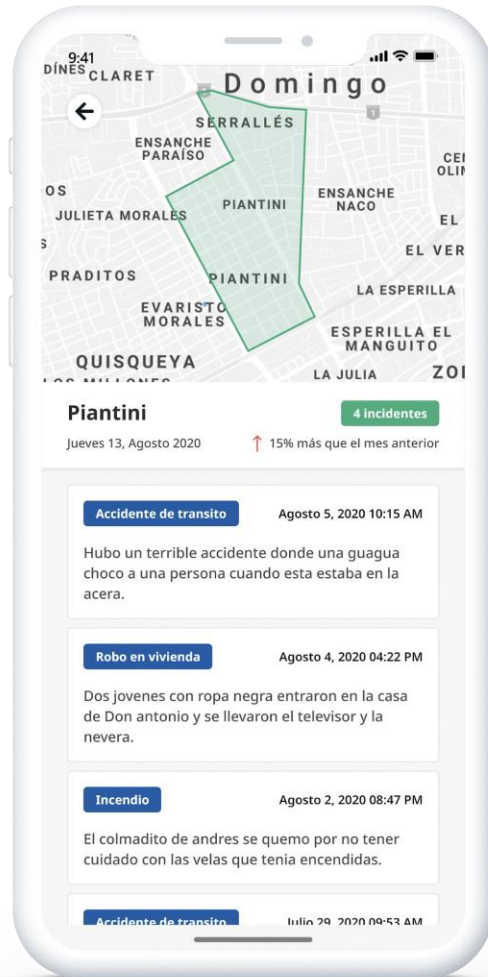 9:41
DÍNES
CLARET
Domingo
SERRALLÉS
1
ENSANCHE
PARAÍSO
OS
PIANTINI
ENSANCHE
NACO
JULIETA MORALES
EL
EL VER
PRADITOS
PIANTINI
LA ESPERILLA
EVARISTO
MORALES
ESPERILLA EL
MANGUITO
QUISQUEYA
LA JULIA
Piantini
4 incidentes
Jueves 13, Agosto 2020
↑ 15% más que el mes anterior
Accidente de transito
Agosto 5, 2020 10:15 AM
Hubo un terrible accidente donde una guagua
choco a una persona cuando esta estaba en la
acera.
Robo en vivienda
Agosto 4, 2020 04:22 PM
Dos jovenes con ropa negra entraron en la casa
de Don antonio y se llevaron el televisor y la
nevera.
Incendio
Agosto 2, 2020 08:47 PM
El colmadito de andres se quemo por no tener
cuidado con las velas que tenia encendidas.
Accidente de transito
Julio 29, 2020 09:53 AM